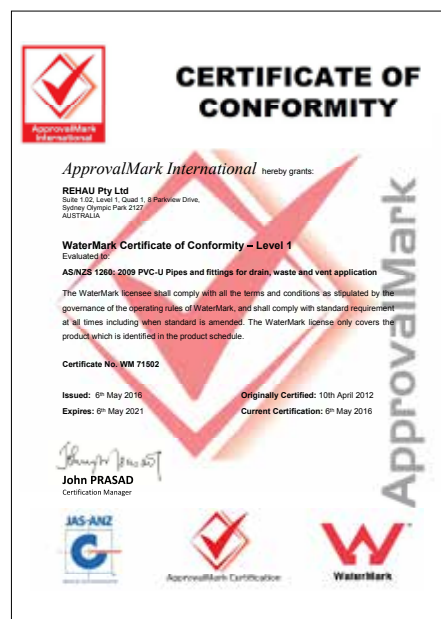 CERTIFICATE OF
CONFORMITY
ApprovalMark
International
ApprovalMark International hereby grants:
REHAU Pty Ltd
Suite 1.02, Level 1, Quad 1, 8 Parkview Drive,
Sydney Olympic Park 2127
AUSTRALIA
WaterMark Certificate of Conformity – Level 1
Evaluated to:
AS/NZS 1260: 2009 PVC-U Pipes and fittings for drain, waste and vent application
The WaterMark licensee shall comply with all the terms and conditions as stipulated by the
governance of the operating rules of WaterMark, and shall comply with standard requirement
at all times including when standard is amended. The WaterMark license only covers the
product which is identified in the product schedule.
Certificate No. WM 71502
Issued: 6th May 2016 Originally Certified: 10th April 2012
Expires: 6th May 2021 Current Certification: 6th May 2016
John PRASAD
Certification Manager
ApprovalMark
JAS-ANZ
ApprovalMark Certification
WaterMark